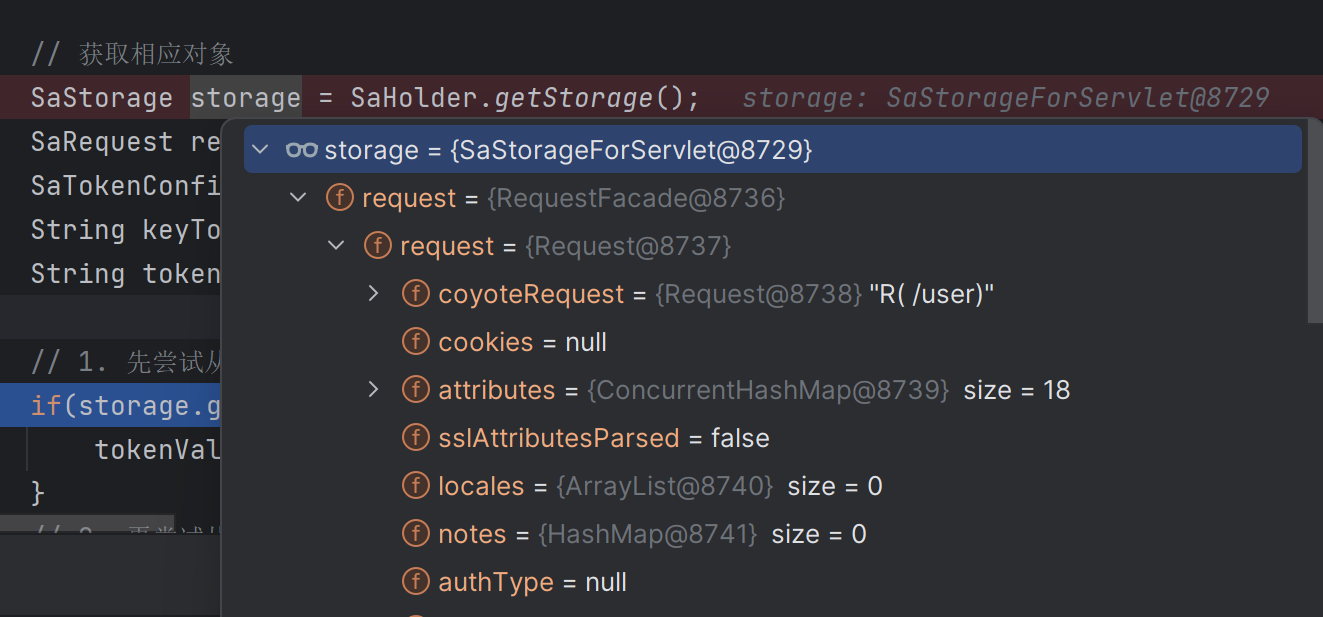 // 获取相应对象
SaStorage storage = SaHolder.getStorage(); storage: SaStorageForServlet@8729
SaRequest re
storage = {SaStorageForServlet@8729}
SaTokenConfi
f request = {RequestFacade@8736}
String keyTo
f request = {Request@8737}
String token
f coyoteRequest = {Request@8738} "R( /user)"
f cookies = null
// 1. 先尝试从
f attributes = {ConcurrentHashMap@8739} size = 18
if(storage.g
f sslAttributesParsed = false
tokenVal
f locales = {ArrayList@8740} size = 0
}
f notes = {HashMap@8741} size = 0
f authType = null